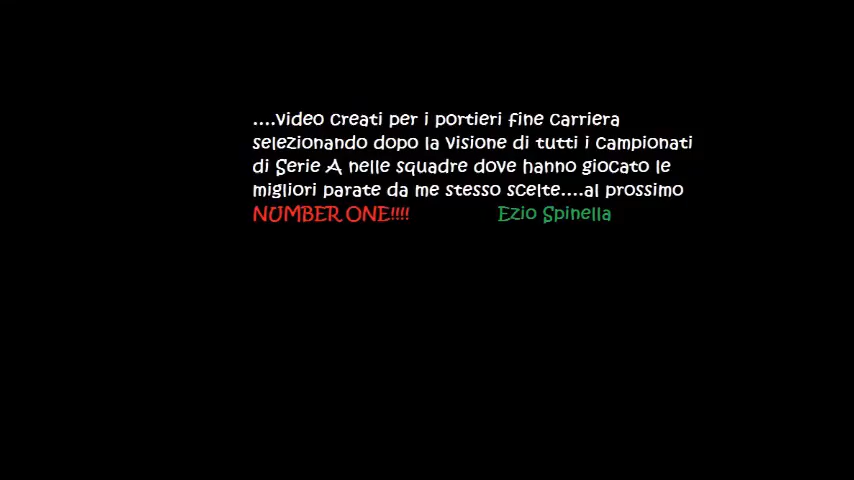 ....video creati per i portieri fine carriera
selezionando dopo la visione di tutti i campionati
di Serie A nelle squadre dove hanno giocato le
migliori parate da me stesso scelte....al prossimo
NUMBER ONE!!!! Ezio Spinella